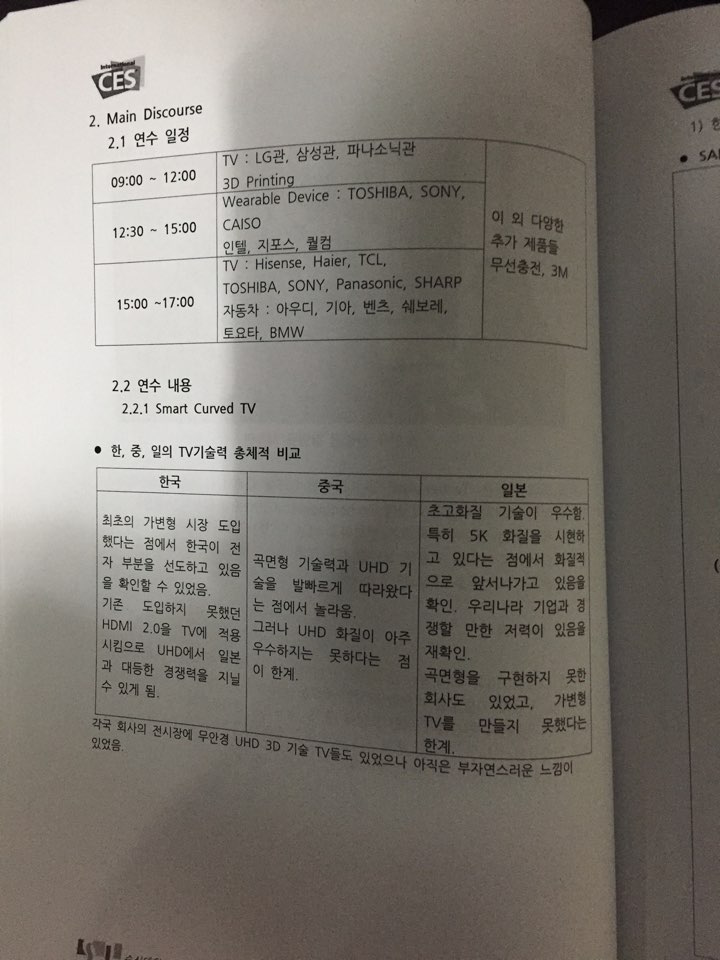 International
CES
2. Main Discourse
2.1 연수 일정
09:00 ~ 12:00
TV : LG관, 삼성관, 파나소닉관
3D Printing
12:30 ~ 15:00
Wearable Device : TOSHIBA, SONY,
CAISO
인텔, 지포스, 퀄컴
15:00 ~17:00
TV : Hisense, Haier, TCL,
TOSHIBA, SONY, Panasonic, SHARP
자동차 : 아우디, 기아, 벤츠, 쉐보레,
토요타, BMW
이 외 다양한
추가 제품들
무선충전, 3M
2.2 연수 내용
2.2.1 Smart Curved TV
● 한, 중, 일의 TV기술력 총체적 비교
한국
중국
일본
최초의 가변형 시장 도입
했다는 점에서 한국이 전
자 부분을 선도하고 있음
을 확인할 수 있었음.
기존 도입하지 못했던
HDMI 2.0을 TV에 적용
시킴으로 UHD에서 일본
과 대등한 경쟁력을 지닐
수 있게 됨.
곡면형 기술력과 UHD 기
술을 발빠르게 따라왔다
는 점에서 놀라움.
그러나 UHD 화질이 아주
우수하지는 못하다는 점
이 한계.
초고화질 기술이 우수함.
특히 5K 화질을 시현하
고 있다는 점에서 화질적
으로 앞서나가고 있음을
확인. 우리나라 기업과 경
쟁할 만한 저력이 있음을
재확인.
곡면형을 구현하지 못한
회사도 있었고, 가변형
TV를 만들지 못했다는
한계.
각국 회사의 전시장에 무안경 UHD 3D 기술 TV들도 있었으나 아직은 부자연스러운 느낌이
있었음.
CES
1) 한
● SA
(